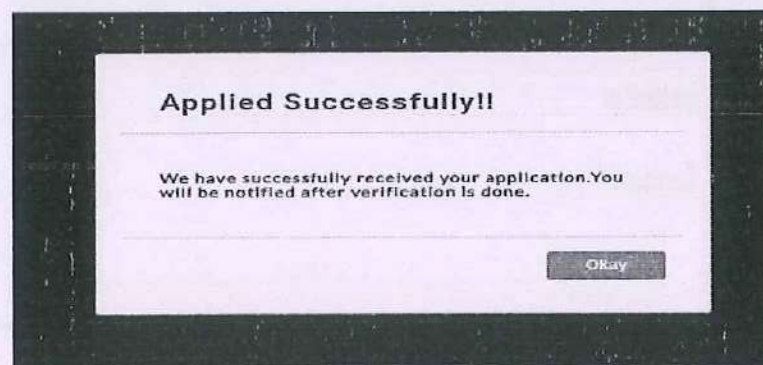 Applied Successfully!!
We have successfully received your application.You
will be notified after verification is done.
Okay